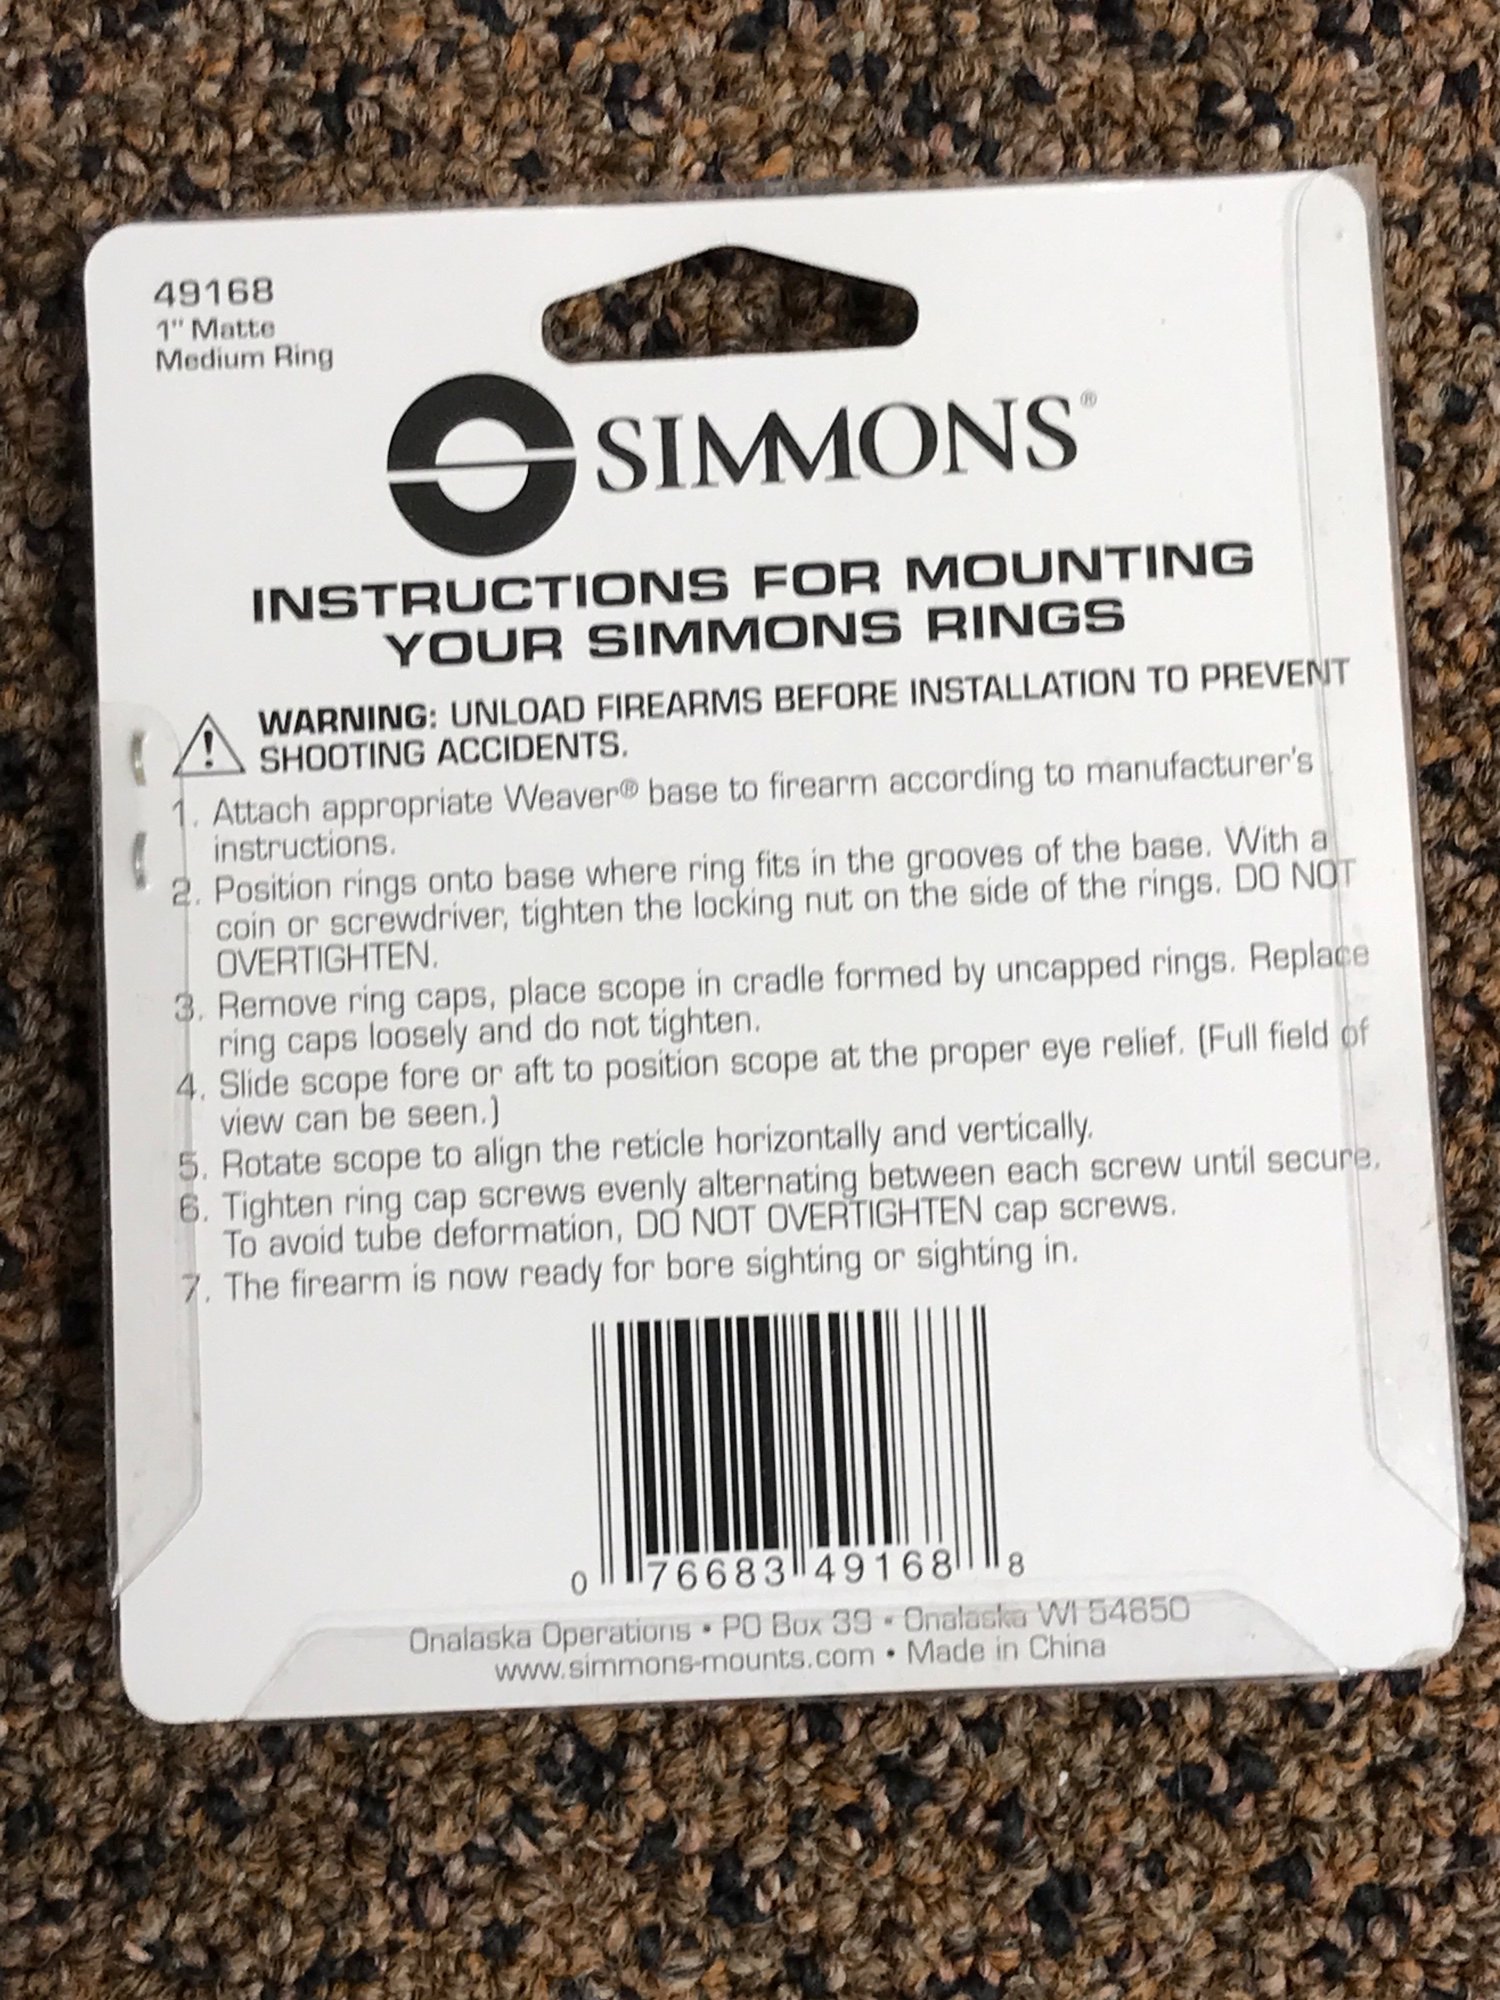 49168
1" Matte
Medium Ring
SIMMONS®
INSTRUCTIONS FOR MOUNTING
YOUR SIMMONS RINGS
WARNING: UNLOAD FIREARMS BEFORE INSTALLATION TO PREVENT
SHOOTING ACCIDENTS.
1. Attach appropriate Weaver® base to firearm according to manufacturer's
instructions.
2. Position rings onto base where ring fits in the grooves of the base. With a
coin or screwdriver, tighten the locking nut on the side of the rings. DO NOT
OVERTIGHTEN.
3. Remove ring caps, place scope in cradle formed by uncapped rings. Replace
ring caps loosely and do not tighten.
4. Slide scope fore or aft to position scope at the proper eye relief. (Full field of
view can be seen.)
5. Rotate scope to align the reticle horizontally and vertically.
6. Tighten ring cap screws evenly alternating between each screw until secure.
To avoid tube deformation, DO NOT OVERTIGHTEN cap screws.
7. The firearm is now ready for bore sighting or sighting in.
0 76683 49168 8
Onalaska Operations • PO Box 39 • Onalaska WI 54650
www.simmons-mounts.com • Made in China